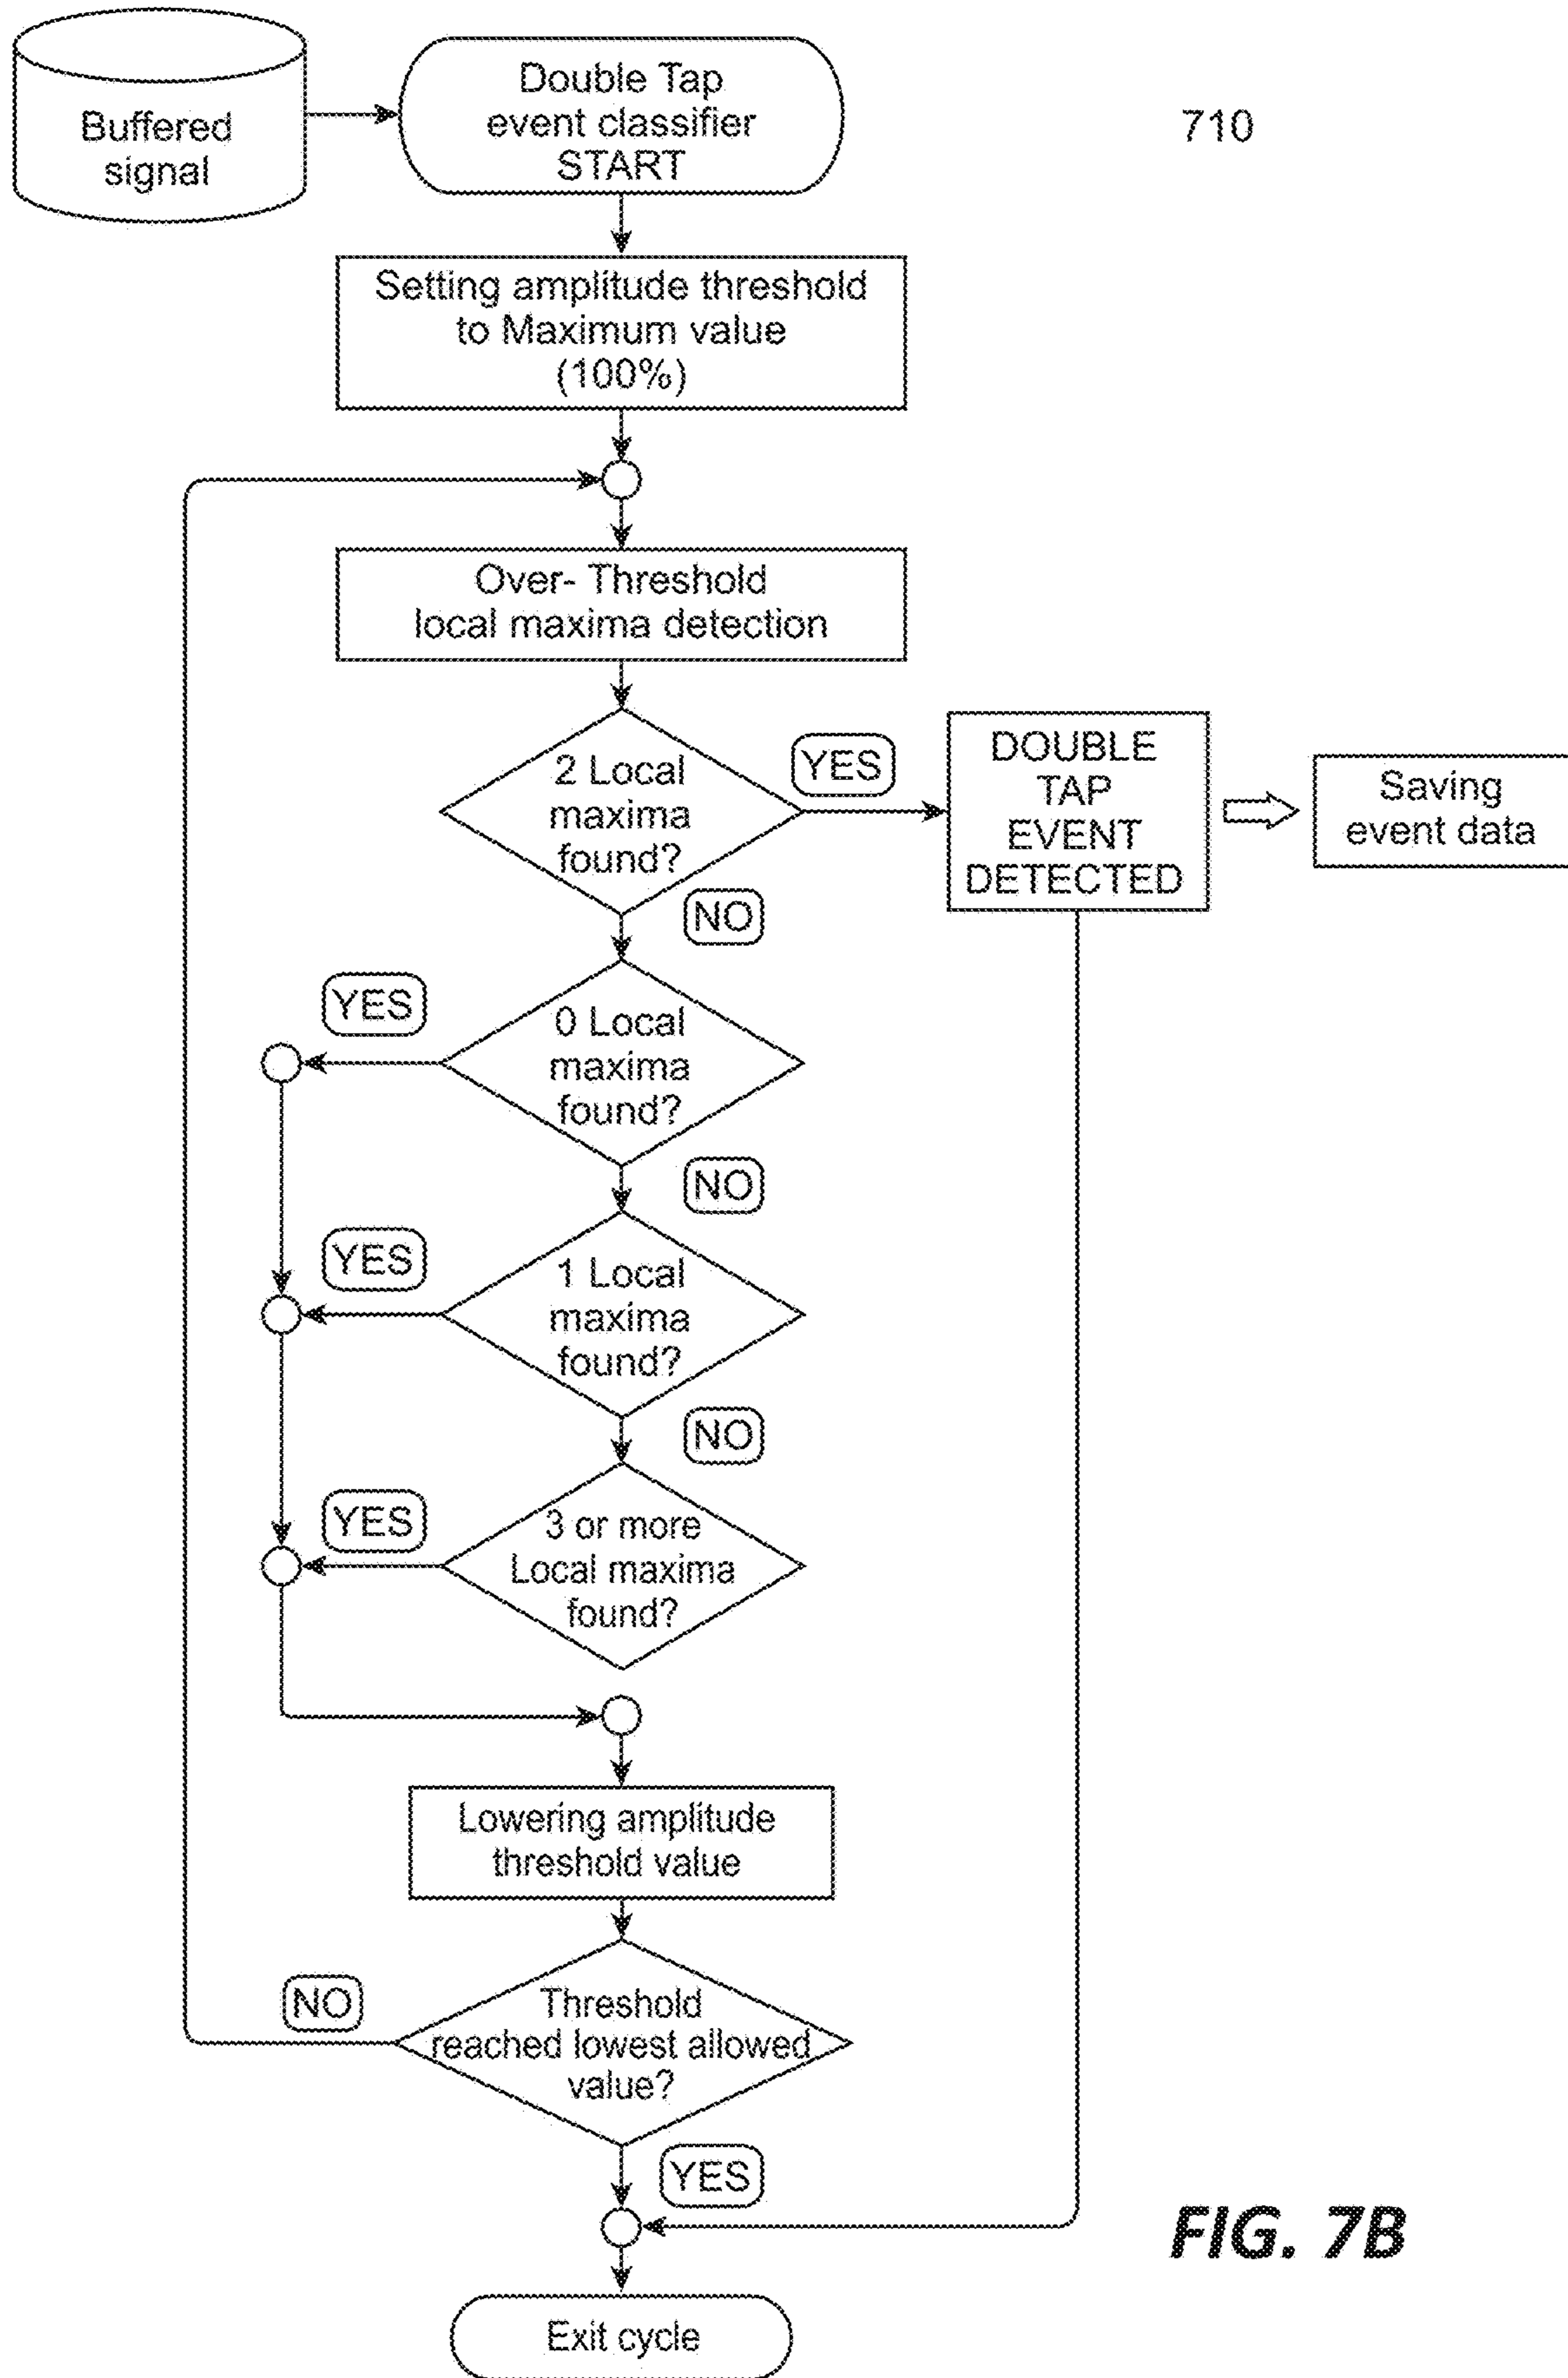 Buffered
signal
Double Tap
event classifier
START
710
Setting amplitude threshold
to Maximum value
(100%)
Over- Threshold
local maxima detection
2 Local
maxima
found?
YES
DOUBLE
TAP
EVENT
DETECTED
Saving
event data
NO
YES
0 Local
maxima
found?
NO
YES
1 Local
maxima
found?
NO
YES
3 or more
Local maxima
found?
Lowering amplitude
threshold value
NO
Threshold
reached lowest allowed
value?
YES
FIG. 7B
Exit cycle